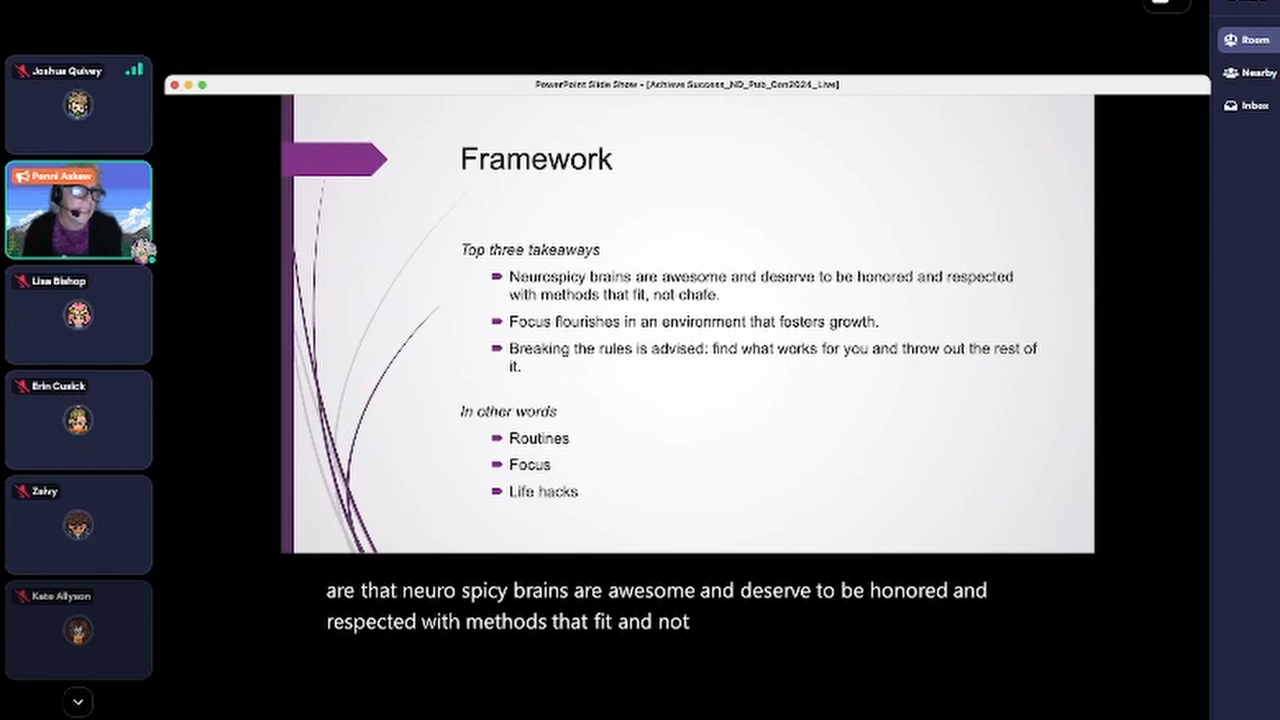 Room
Nearby
Inbox
Joshua Quivey
Penni Askew
Lisa Bishop
Erin Cusick
Zalvy
Kate Allyson
PowerPoint Slide Show - [Achieve Success_ND_Pub_Con2024_Live]
Framework
Top three takeaways
Neurospicy brains are awesome and deserve to be honored and respected
with methods that fit, not chafe.
Focus flourishes in an environment that fosters growth.
Breaking the rules is advised: find what works for you and throw out the rest of
it.
In other words
Routines
Focus
Life hacks
are that neuro spicy brains are awesome and deserve to be honored and
respected with methods that fit and not